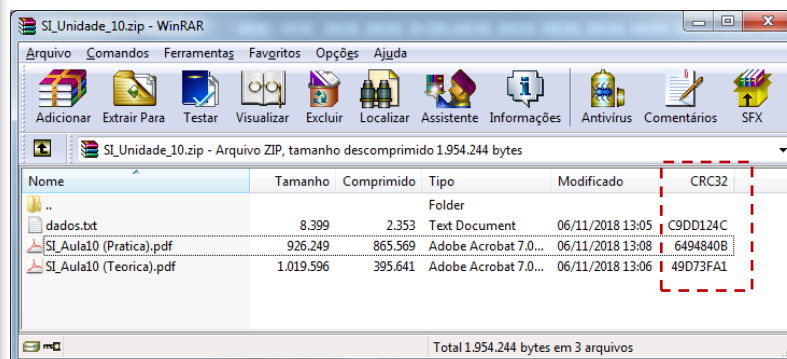 SI_Unidade_10.zip - WinRAR
Arquivo Comandos Ferramentas Favoritos Opções Ajuda
Adicionar Extrair Para Testar Visualizar Excluir Localizar Assistente Informações Antivírus Comentários SFX
SI_Unidade_10.zip - Arquivo ZIP, tamanho descomprimido 1.954.244 bytes
Nome Tamanho Comprimido Tipo Modificado CRC32
.. Folder
dados.txt 8.399 2.353 Text Document 06/11/2018 13:05 C9DD124C
SI_Aula10 (Pratica).pdf 926.249 865.569 Adobe Acrobat 7.0... 06/11/2018 13:08 6494840B
SI_Aula10 (Teorica).pdf 1.019.596 395.641 Adobe Acrobat 7.0... 06/11/2018 13:06 49D73FA1
Total 1.954.244 bytes em 3 arquivos